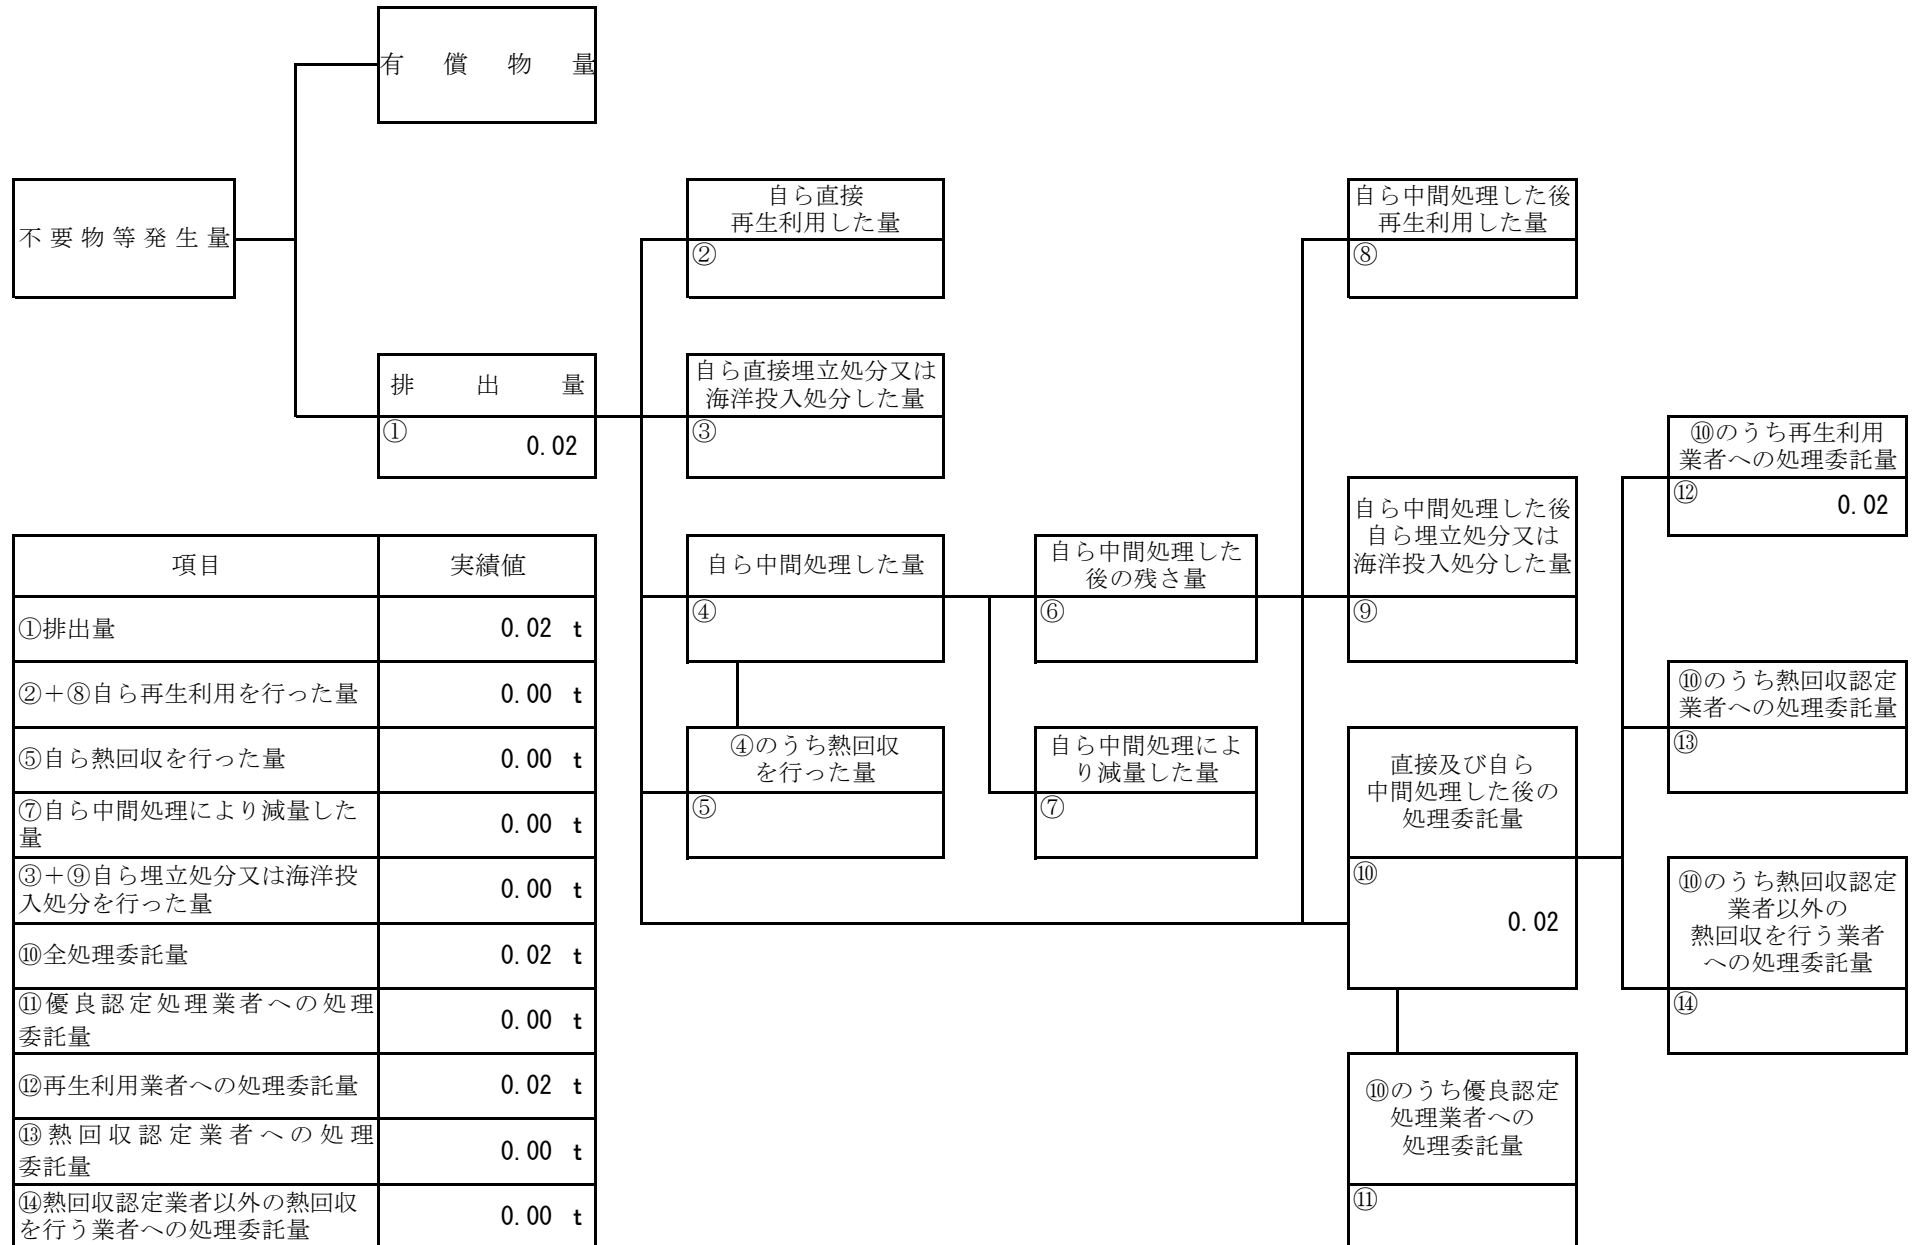 有償物量
不要物等発生量
自ら直接
再生利用した量
②
自ら中間処理した後
再生利用した量
⑧
排出量
①
0.02
自ら直接埋立処分又は
海洋投入処分した量
③
⑩のうち再生利用
業者への処理委託量
⑫
0.02
自ら中間処理した量
④
自ら中間処理した
後の残さ量
⑥
自ら中間処理した後
自ら埋立処分又は
海洋投入処分した量
⑨
⑩のうち熱回収認定
業者への処理委託量
⑬
④のうち熱回収
を行った量
⑤
自ら中間処理によ
り減量した量
⑦
直接及び自ら
中間処理した後の
処理委託量
⑩
0.02
⑩のうち熱回収認定
業者以外の
熱回収を行う業者
への処理委託量
⑭
⑩のうち優良認定
処理業者への
処理委託量
⑪
項目 実績値
①排出量 0.02 t
②＋⑧自ら再生利用を行った量 0.00 t
⑤自ら熱回収を行った量 0.00 t
⑦自ら中間処理により減量した
量 0.00 t
③＋⑨自ら埋立処分又は海洋投
入処分を行った量 0.00 t
⑩全処理委託量 0.02 t
⑪優良認定処理業者への処理
委託量 0.00 t
⑫再生利用業者への処理委託量 0.02 t
⑬熱回収認定業者への処理
委託量 0.00 t
⑭熱回収認定業者以外の熱回収
を行う業者への処理委託量 0.00 t